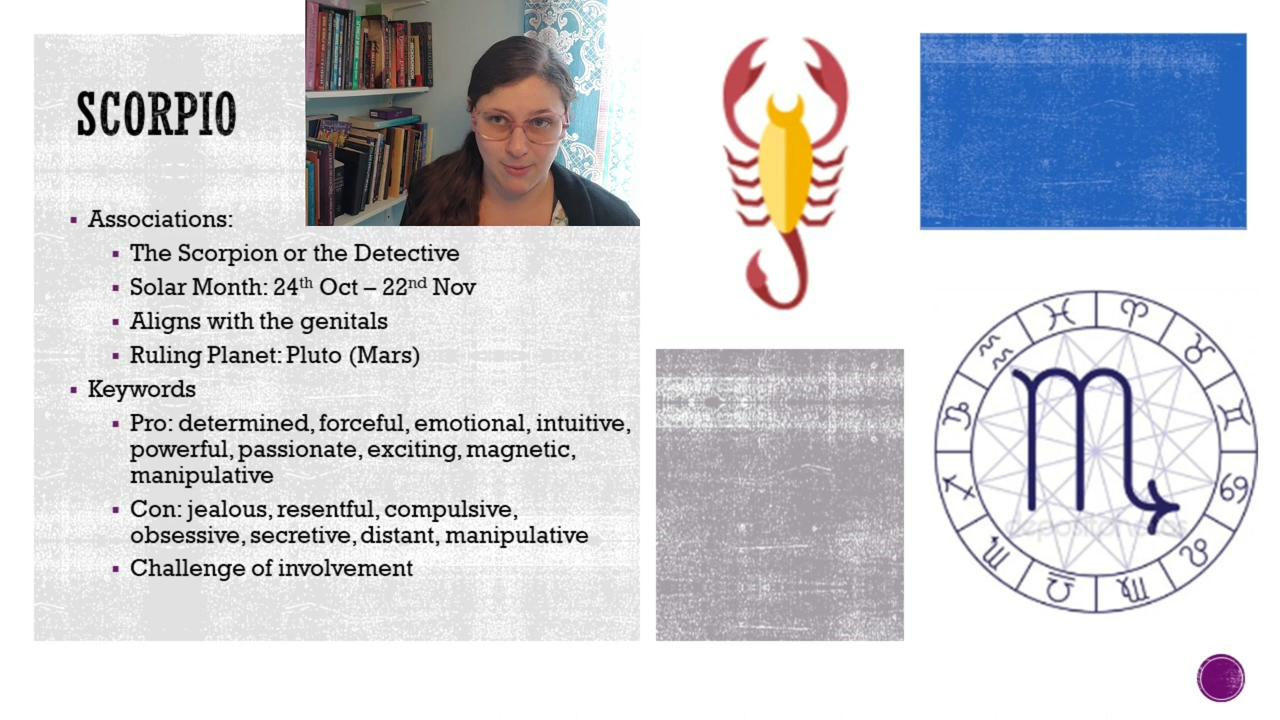 SCORPIO
Associations:
The Scorpion or the Detective
Solar Month: 24th Oct – 22nd Nov
Aligns with the genitals
Ruling Planet: Pluto (Mars)
Keywords
Pro: determined, forceful, emotional, intuitive,
powerful, passionate, exciting, magnetic,
manipulative
Con: jealous, resentful, compulsive,
obsessive, secretive, distant, manipulative
Challenge of involvement